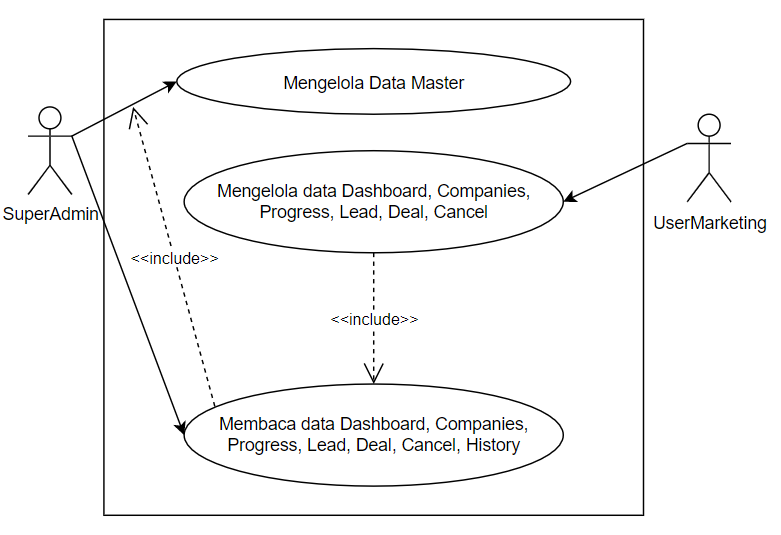 Mengelola Data Master
SuperAdmin
Mengelola data Dashboard, Companies,
Progress, Lead, Deal, Cancel
UserMarketing
<<include>>
<<include>>
Membaca data Dashboard, Companies,
Progress, Lead, Deal, Cancel, History